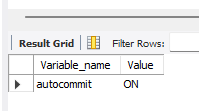 Result Grid Filter Rows:
Variable_name Value
autocommit ON